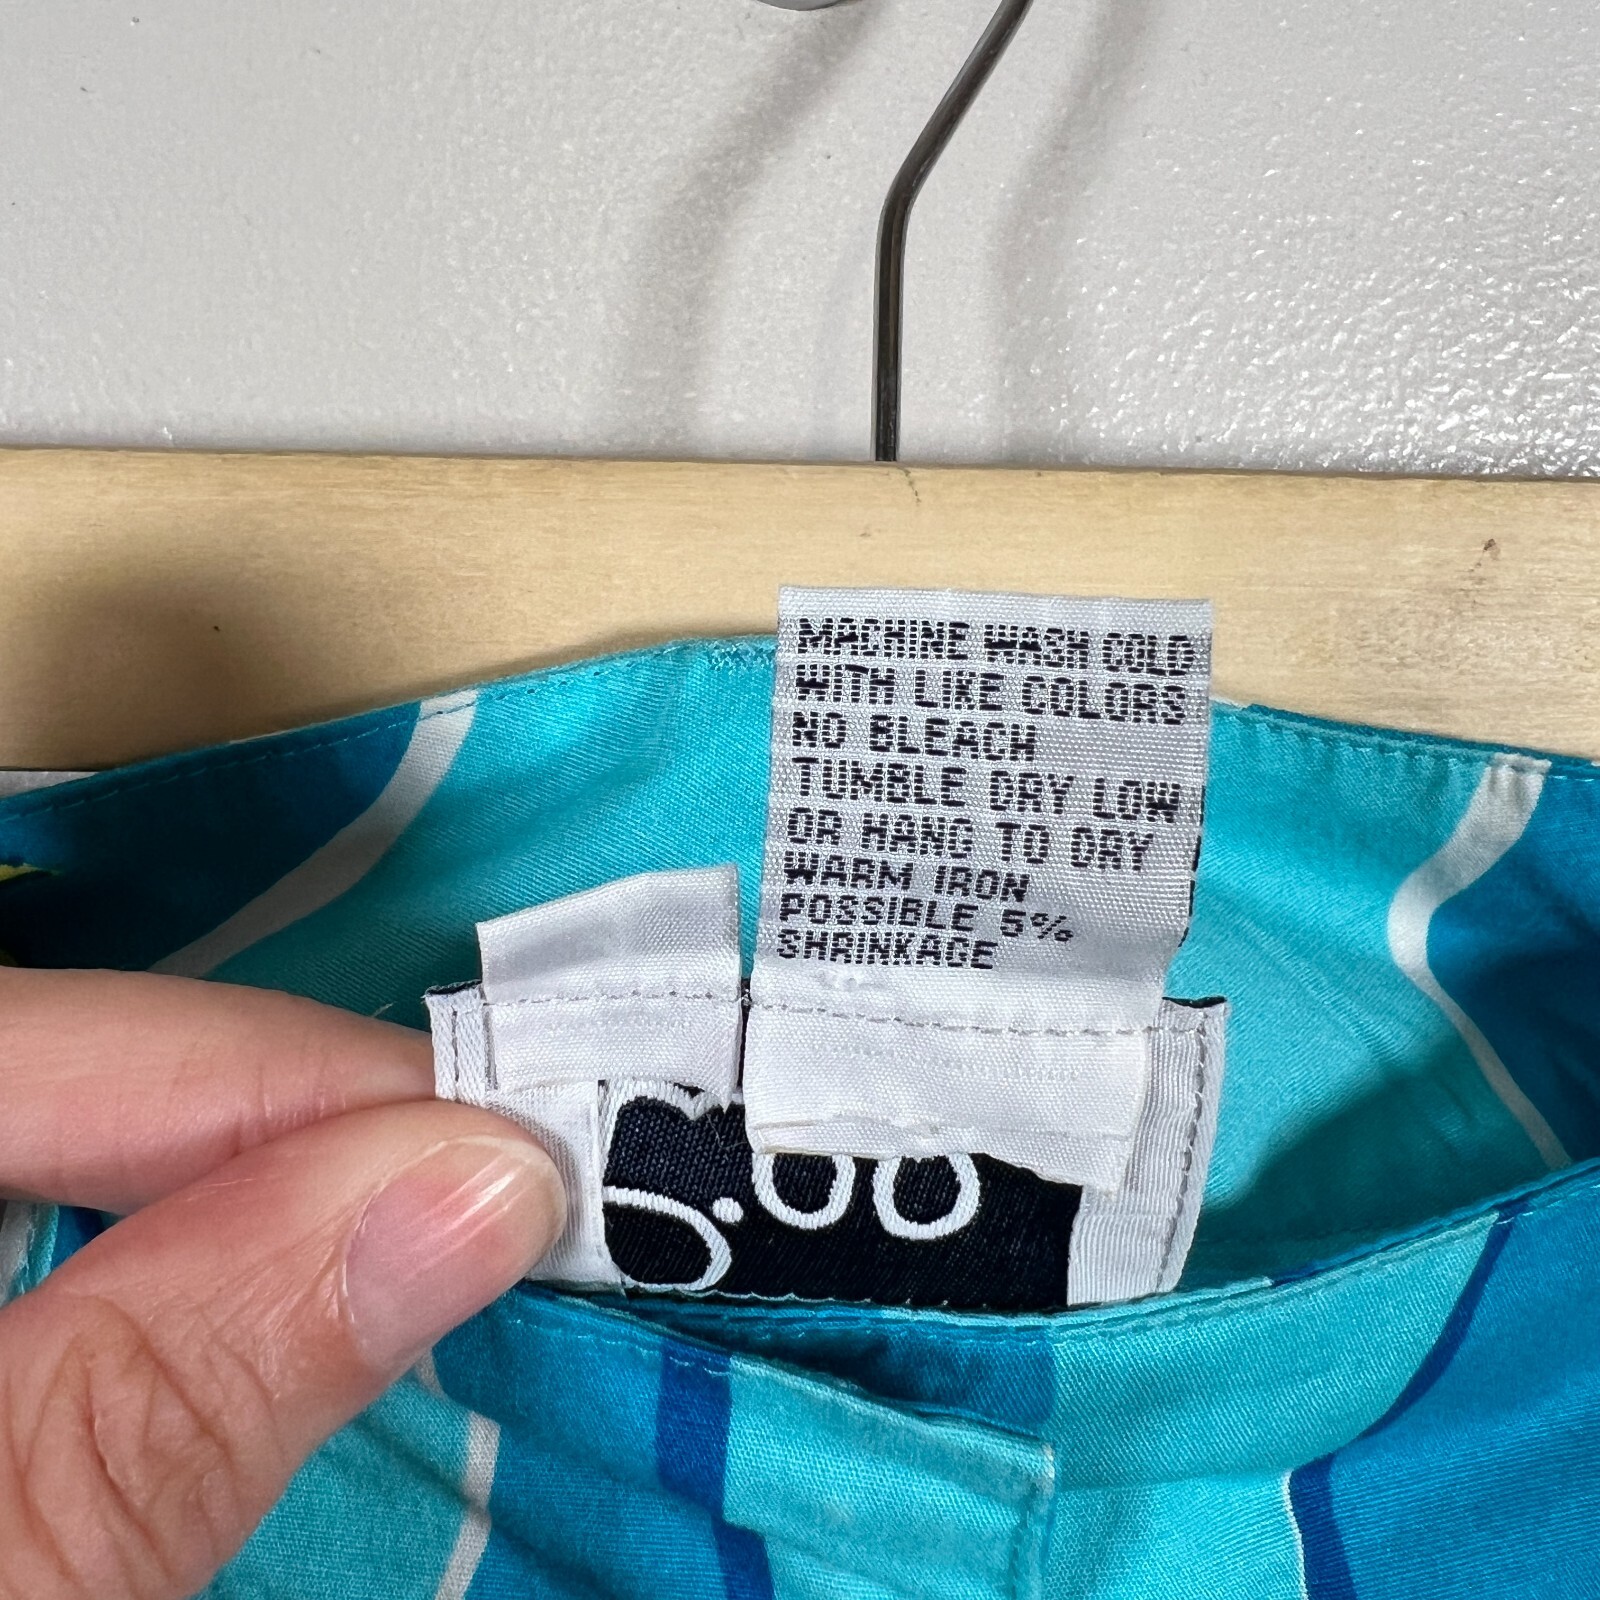 MACHINE WASH COLD
WITH LIKE COLORS
NO BLEACH
TUMBLE DRY LOW
OR HANG TO DRY
WARM IRON
POSSIBLE 5%
SHRINKAGE